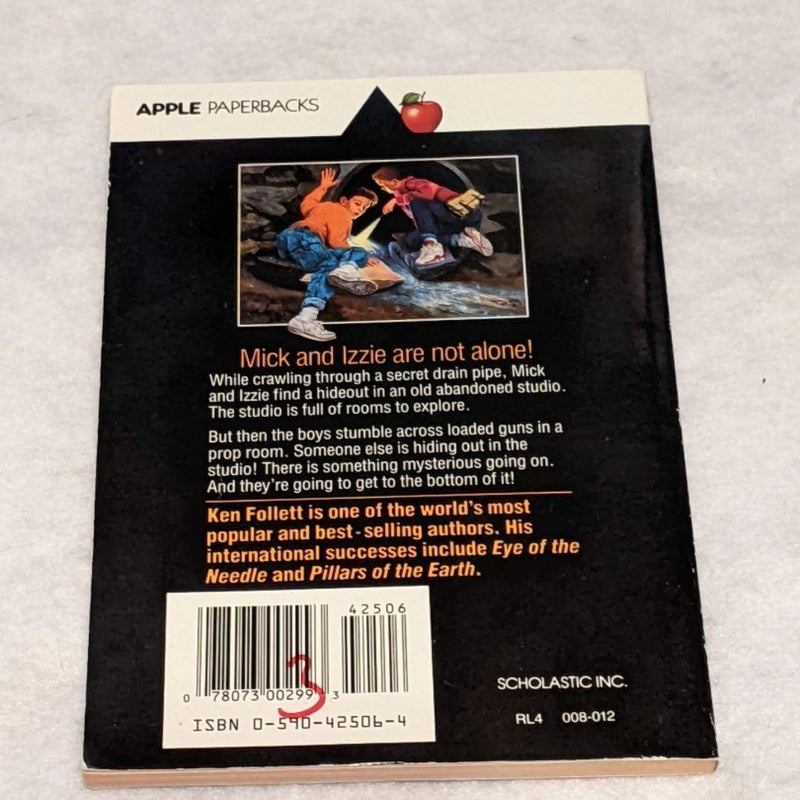 APPLE PAPERBACKS
Mick and Izzie are not alone!
While crawling through a secret drain pipe, Mick
and Izzie find a hideout in an old abandoned studio.
The studio is full of rooms to explore.
But then the boys stumble across loaded guns in a
prop room. Someone else is hiding out in the
studio! There is something mysterious going on.
And they're going to get to the bottom of it!
Ken Follett is one of the world's most
popular and best-selling authors. His
international successes include Eye of the
Needle and Pillars of the Earth.
42506
0 78073 00299 3
3
ISBN 0-590-42506-4
SCHOLASTIC INC.
RL4 008-012